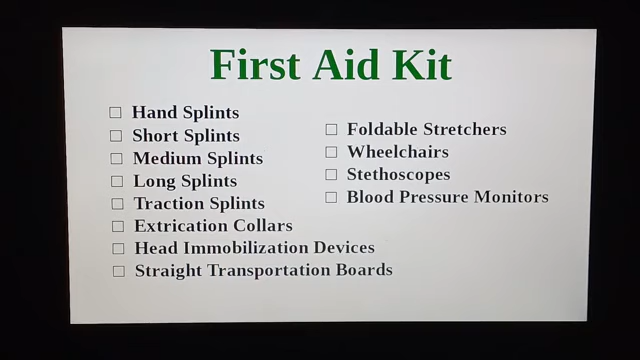 First Aid Kit
☐ Hand Splints
☐ Short Splints
☐ Medium Splints
☐ Long Splints
☐ Traction Splints
☐ Extrication Collars
☐ Head Immobilization Devices
☐ Straight Transportation Boards
☐ Foldable Stretchers
☐ Wheelchairs
☐ Stethoscopes
☐ Blood Pressure Monitors